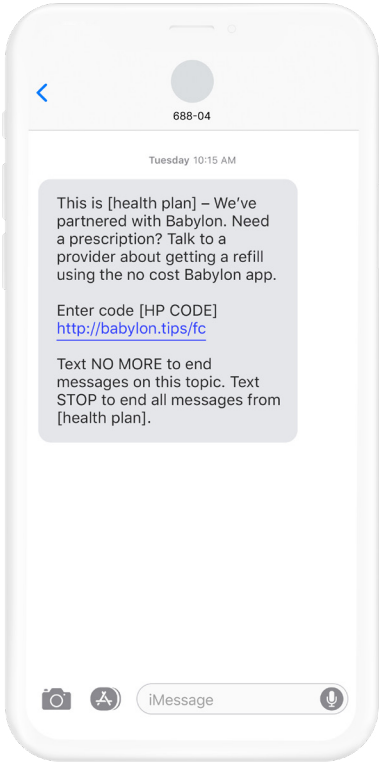 688-04
Tuesday 10:15 AM
This is [health plan] – We’ve
partnered with Babylon. Need
a prescription? Talk to a
provider about getting a refill
using the no cost Babylon app.
Enter code [HP CODE]
http://babylon.tips/fc
Text NO MORE to end
messages on this topic. Text
STOP to end all messages from
[health plan].
iMessage